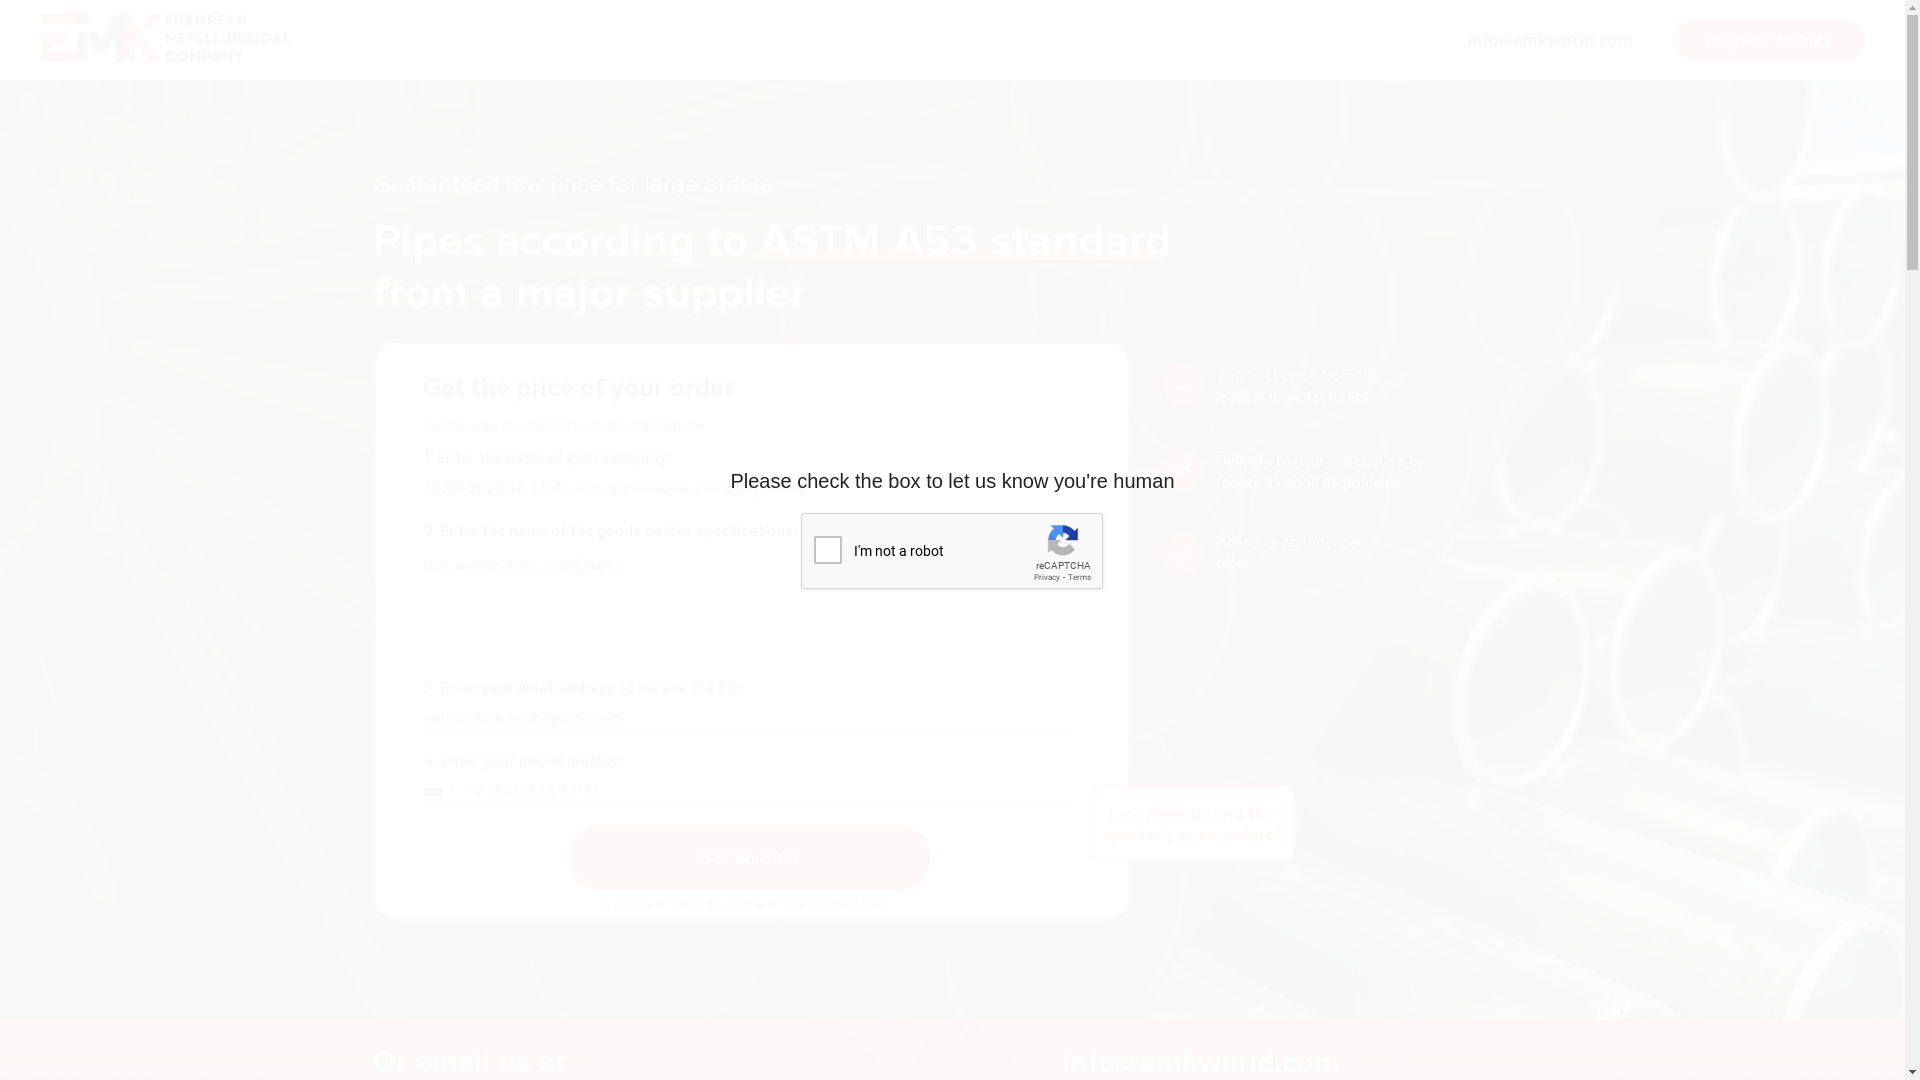 EMK EUROPEAN
METALLURGICAL
COMPANY
info@emkworld.com
Request a callback
Guaranteed low price for large orders
Pipes according to ASTM A53 standard
from a major supplier
Get the price of your order
Submit your request through the form below
1. Enter the name of your company:
18.09.2022 08:11:41_test_automation_company_name
2. Enter the name of the goods and/or specifications:
test_automation_good_name
3. Enter your email address to receive the CO:
automation.emk@gmail.com
4. Enter your phone number:
+7 (123) 123-12-12
Get an offer
The best price from 98
leading manufacturers
Delivery to your warehouse or
facility as soon as possible
Individual commercial
offer
Last week before the
quarterly price update!
Please check the box to let us know you're human
I'm not a robot
reCAPTCHA
Privacy - Terms
Or email us at
info@emkworld.com